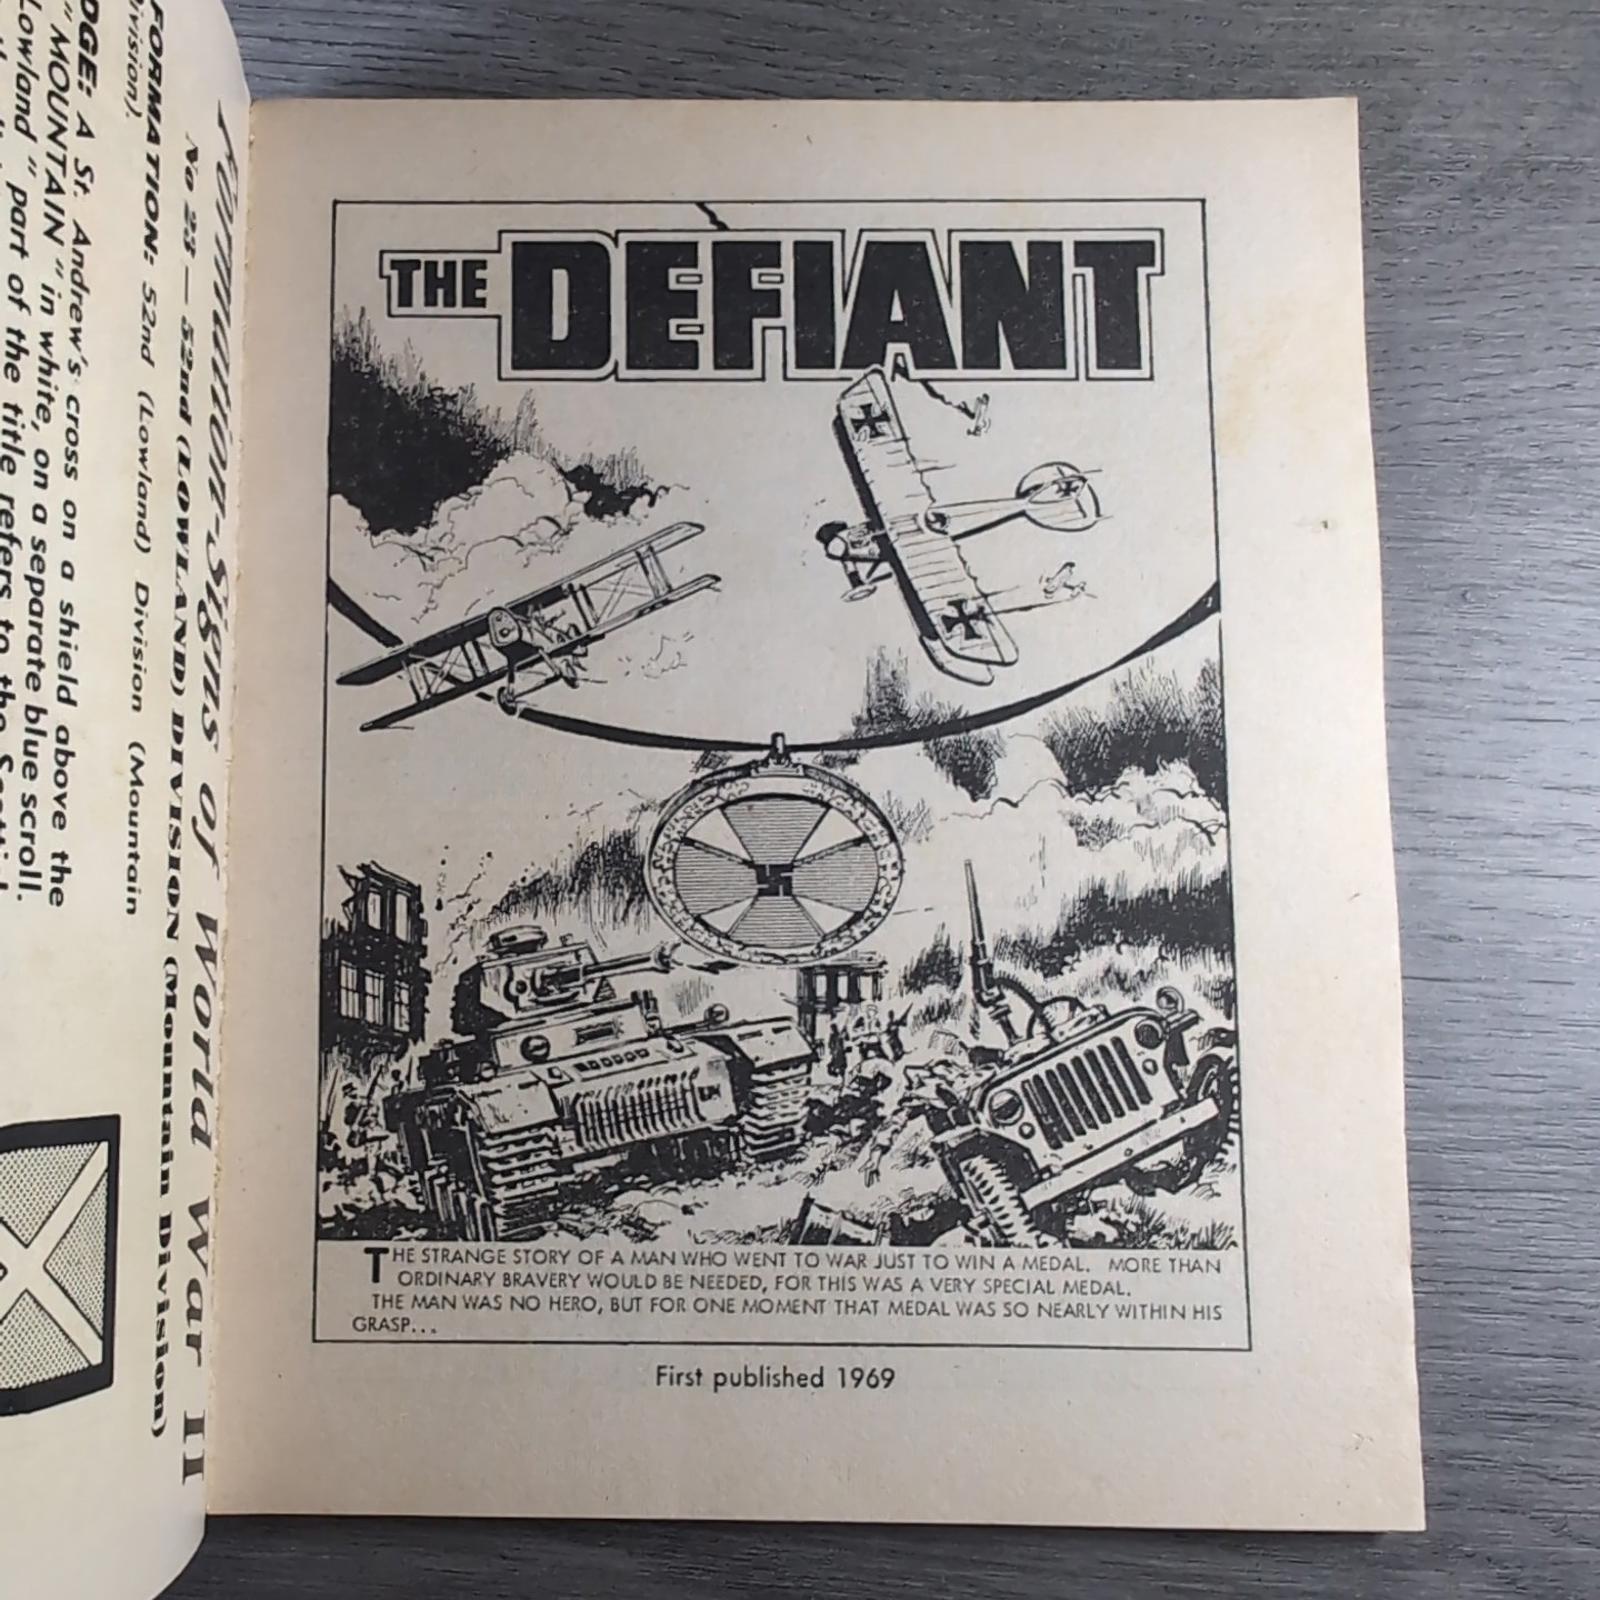 Formation-Signs of World War II
No 25 — 52nd (LOWLAND) DIVISION (Mountain Division)
FORMATION: 52nd (Lowland) Division (Mountain
Division).
A St. Andrew's cross on a shield above the
"MOUNTAIN" in white, on a separate blue scroll.
Lowland" part of the title refers to the
THE DEFIANT
THE STRANGE STORY OF A MAN WHO WENT TO WAR JUST TO WIN A MEDAL. MORE THAN
ORDINARY BRAVERY WOULD BE NEEDED, FOR THIS WAS A VERY SPECIAL MEDAL.
THE MAN WAS NO HERO, BUT FOR ONE MOMENT THAT MEDAL WAS SO NEARLY WITHIN HIS
GRASP...
First published 1969